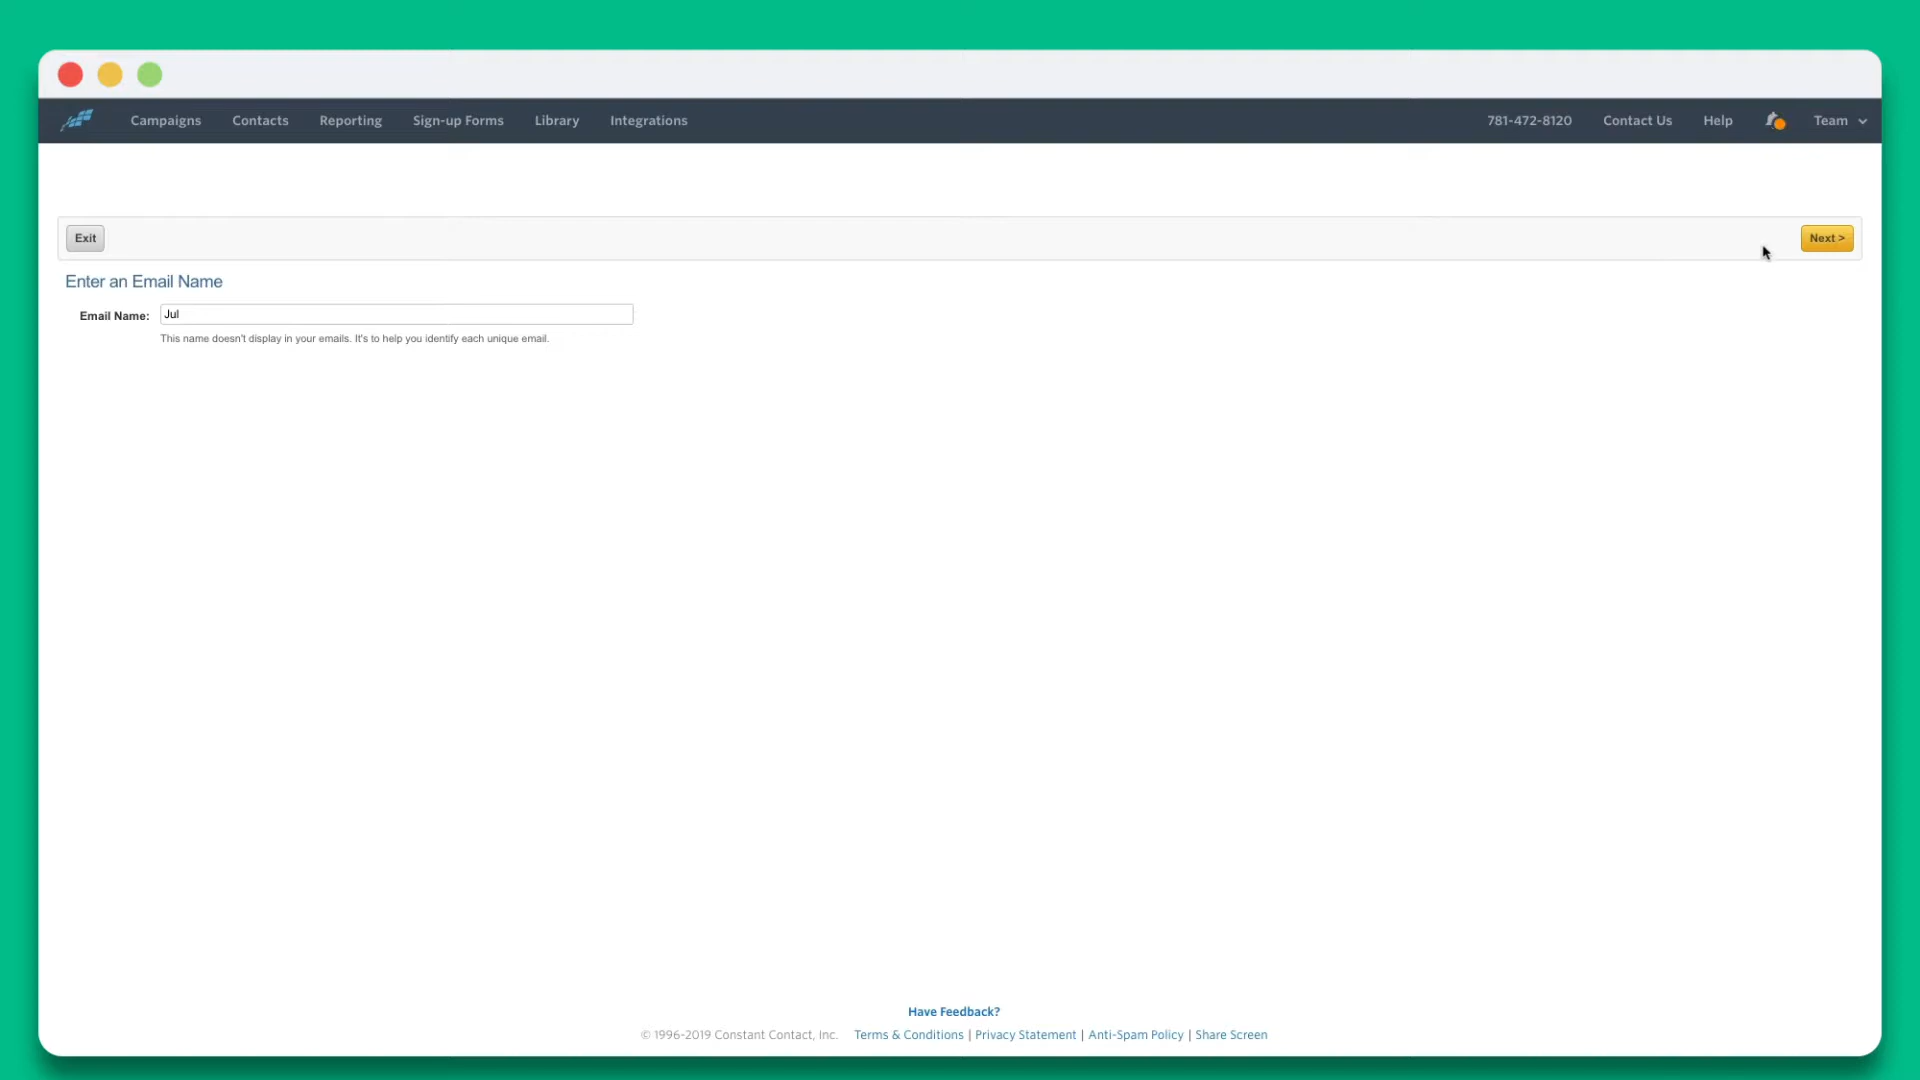 Campaigns Contacts Reporting Sign-up Forms Library Integrations 781-472-8120 Contact Us Help Team
Exit Next >
Enter an Email Name
Email Name: Jul
This name doesn't display in your emails. It's to help you identify each unique email.
Have Feedback?
© 1996-2019 Constant Contact, Inc. Terms & Conditions | Privacy Statement | Anti-Spam Policy | Share Screen